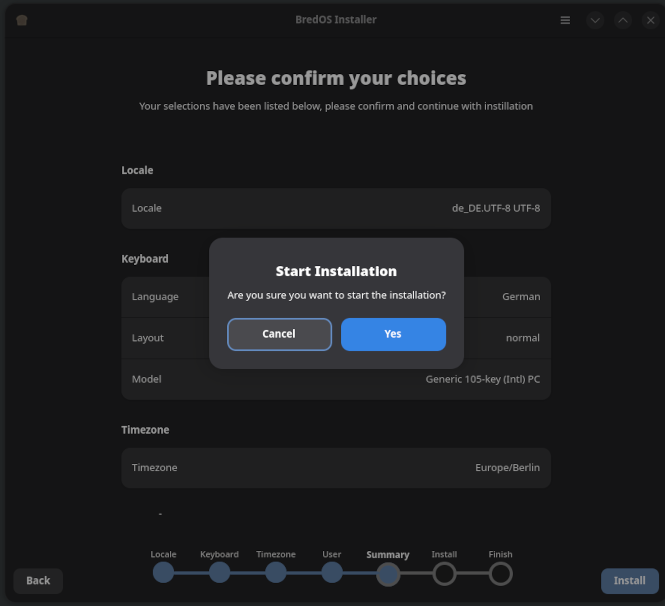 BredOS Installer
Please confirm your choices
Your selections have been listed below, please confirm and continue with instillation
Locale
Locale de_DE.UTF-8 UTF-8
Keyboard
Language German
Layout normal
Model Generic 105-key (Intl) PC
Start Installation
Are you sure you want to start the installation?
Cancel Yes
Timezone
Timezone Europe/Berlin
Locale Keyboard Timezone User Summary Install Finish
Back Install